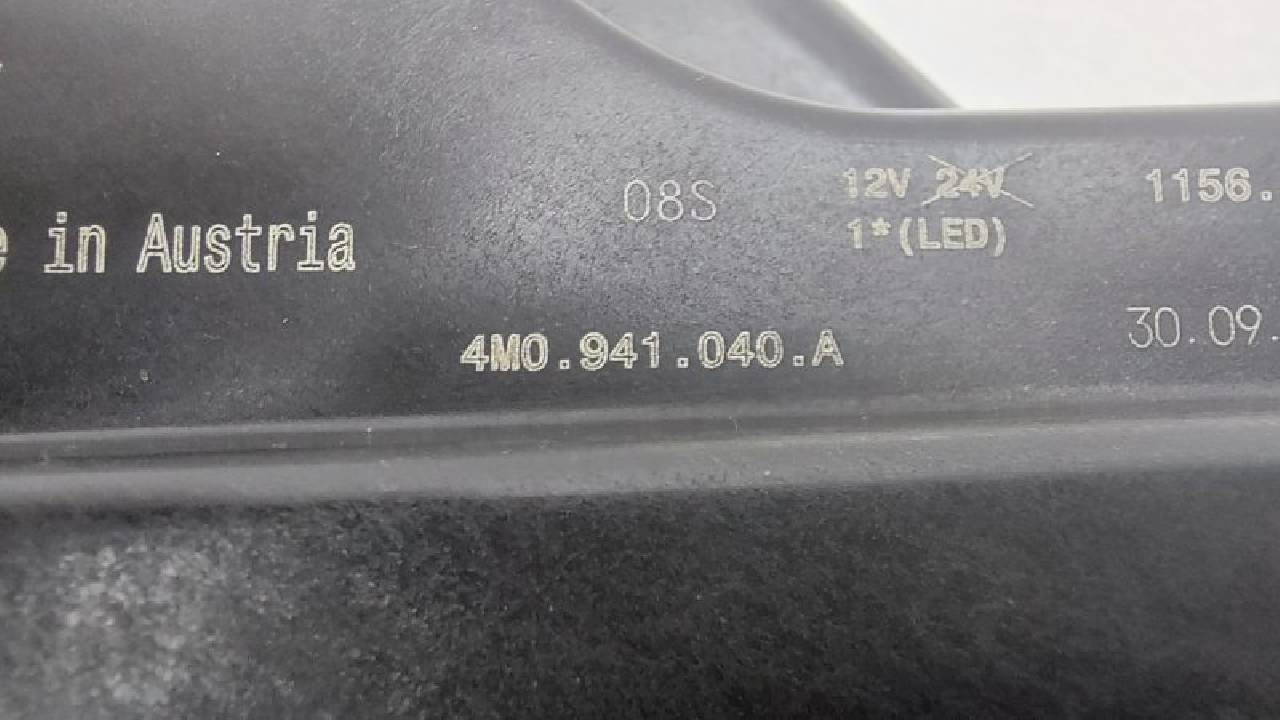 08S
12V 24V
1156.
1*(LED)
e in Austria
30.09.
4M0.941.040.A